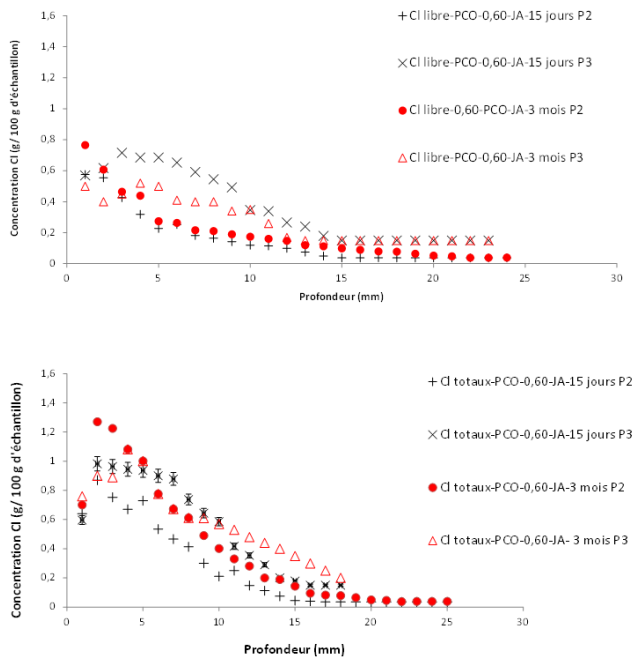 Cl libre-PCO-0,60-JA-15 jours P2
Cl libre-PCO-0,60-JA-15 jours P3
Cl libre-0,60-PCO-JA-3 mois P2
Cl libre-PCO-0,60-JA-3 mois P3
Concentration Cl (g/ 100 g d'échantillon)
1,6
1,4
1,2
1
0,8
0,6
0,4
0,2
0
0 5 10 15 20 25 30
Profondeur (mm)
Cl totaux-PCO-0,60-JA-15 jours P2
Cl totaux-PCO-0,60-JA-15 jours P3
Cl totaux-PCO-0,60-JA-3 mois P2
Cl totaux-PCO-0,60-JA- 3 mois P3
Concentration Cl (g/ 100 g d'échantillon)
1,6
1,4
1,2
1
0,8
0,6
0,4
0,2
0
0 5 10 15 20 25 30
Profondeur (mm)